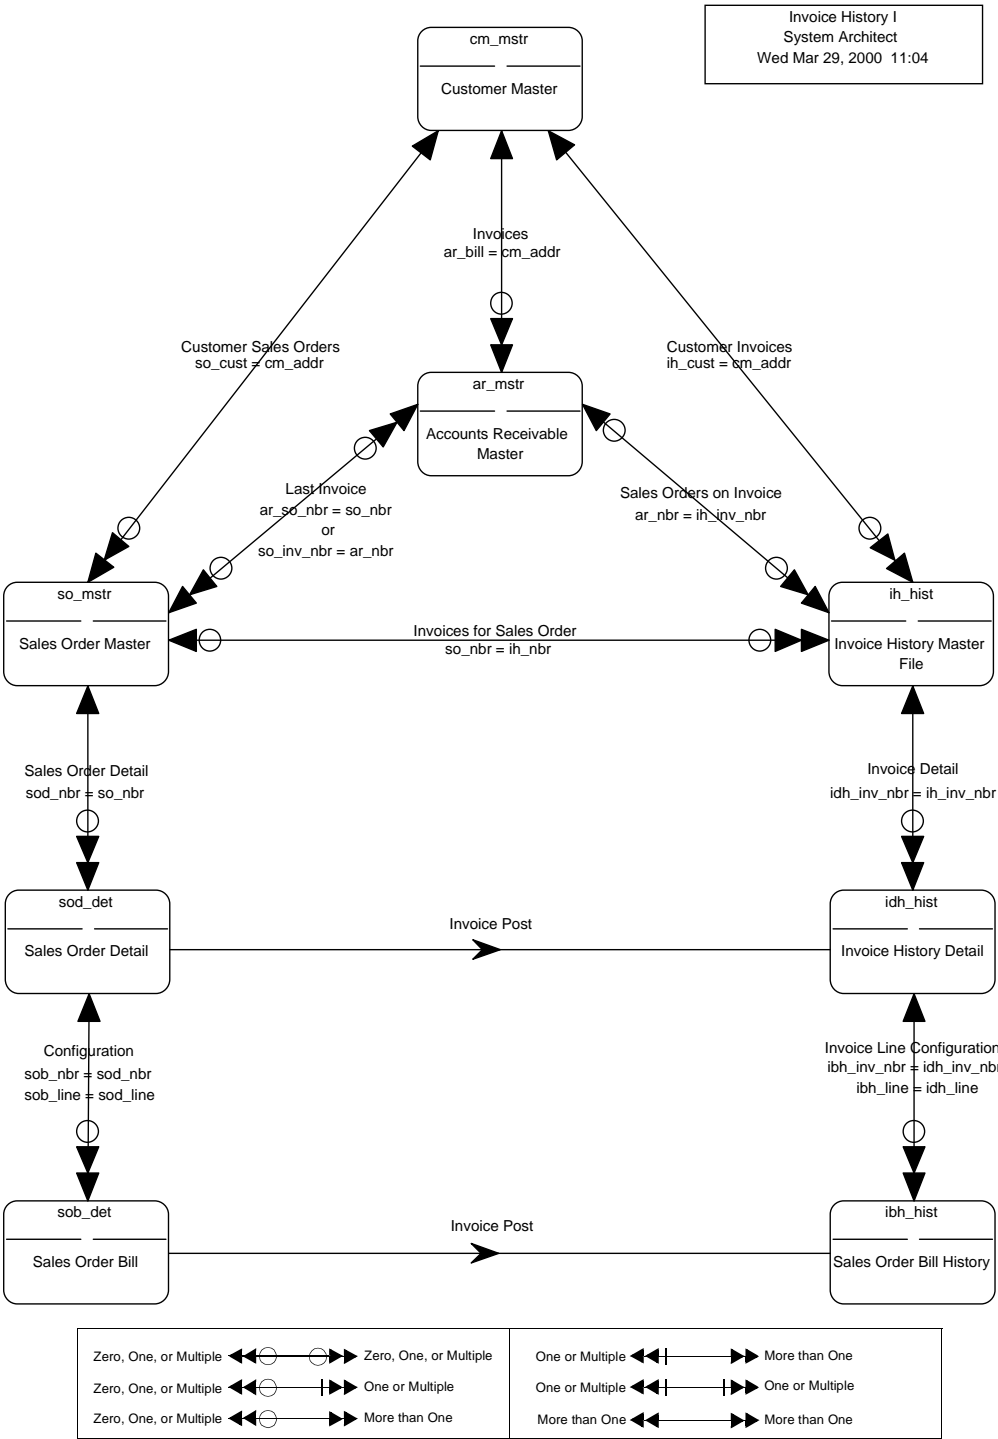 Invoice History I
System Architect
Wed Mar 29, 2000 11:04
cm_mstr
Customer Master
Invoices
ar_bill = cm_addr
Customer Sales Orders
so_cust = cm_addr
Customer Invoices
ih_cust = cm_addr
ar_mstr
Accounts Receivable
Master
Last Invoice
ar_so_nbr = so_nbr
or
so_inv_nbr = ar_nbr
Sales Orders on Invoice
ar_nbr = ih_inv_nbr
so_mstr
Sales Order Master
Invoices for Sales Order
so_nbr = ih_nbr
ih_hist
Invoice History Master
File
Sales Order Detail
sod_nbr = so_nbr
Invoice Detail
idh_inv_nbr = ih_inv_nbr
sod_det
Sales Order Detail
Invoice Post
idh_hist
Invoice History Detail
Configuration
sob_nbr = sod_nbr
sob_line = sod_line
Invoice Line Configuration
ibh_inv_nbr = idh_inv_nbr
ibh_line = idh_line
sob_det
Sales Order Bill
Invoice Post
ibh_hist
Sales Order Bill History
Zero, One, or Multiple Zero, One, or Multiple
Zero, One, or Multiple One or Multiple
Zero, One, or Multiple More than One
One or Multiple More than One
One or Multiple One or Multiple
More than One More than One